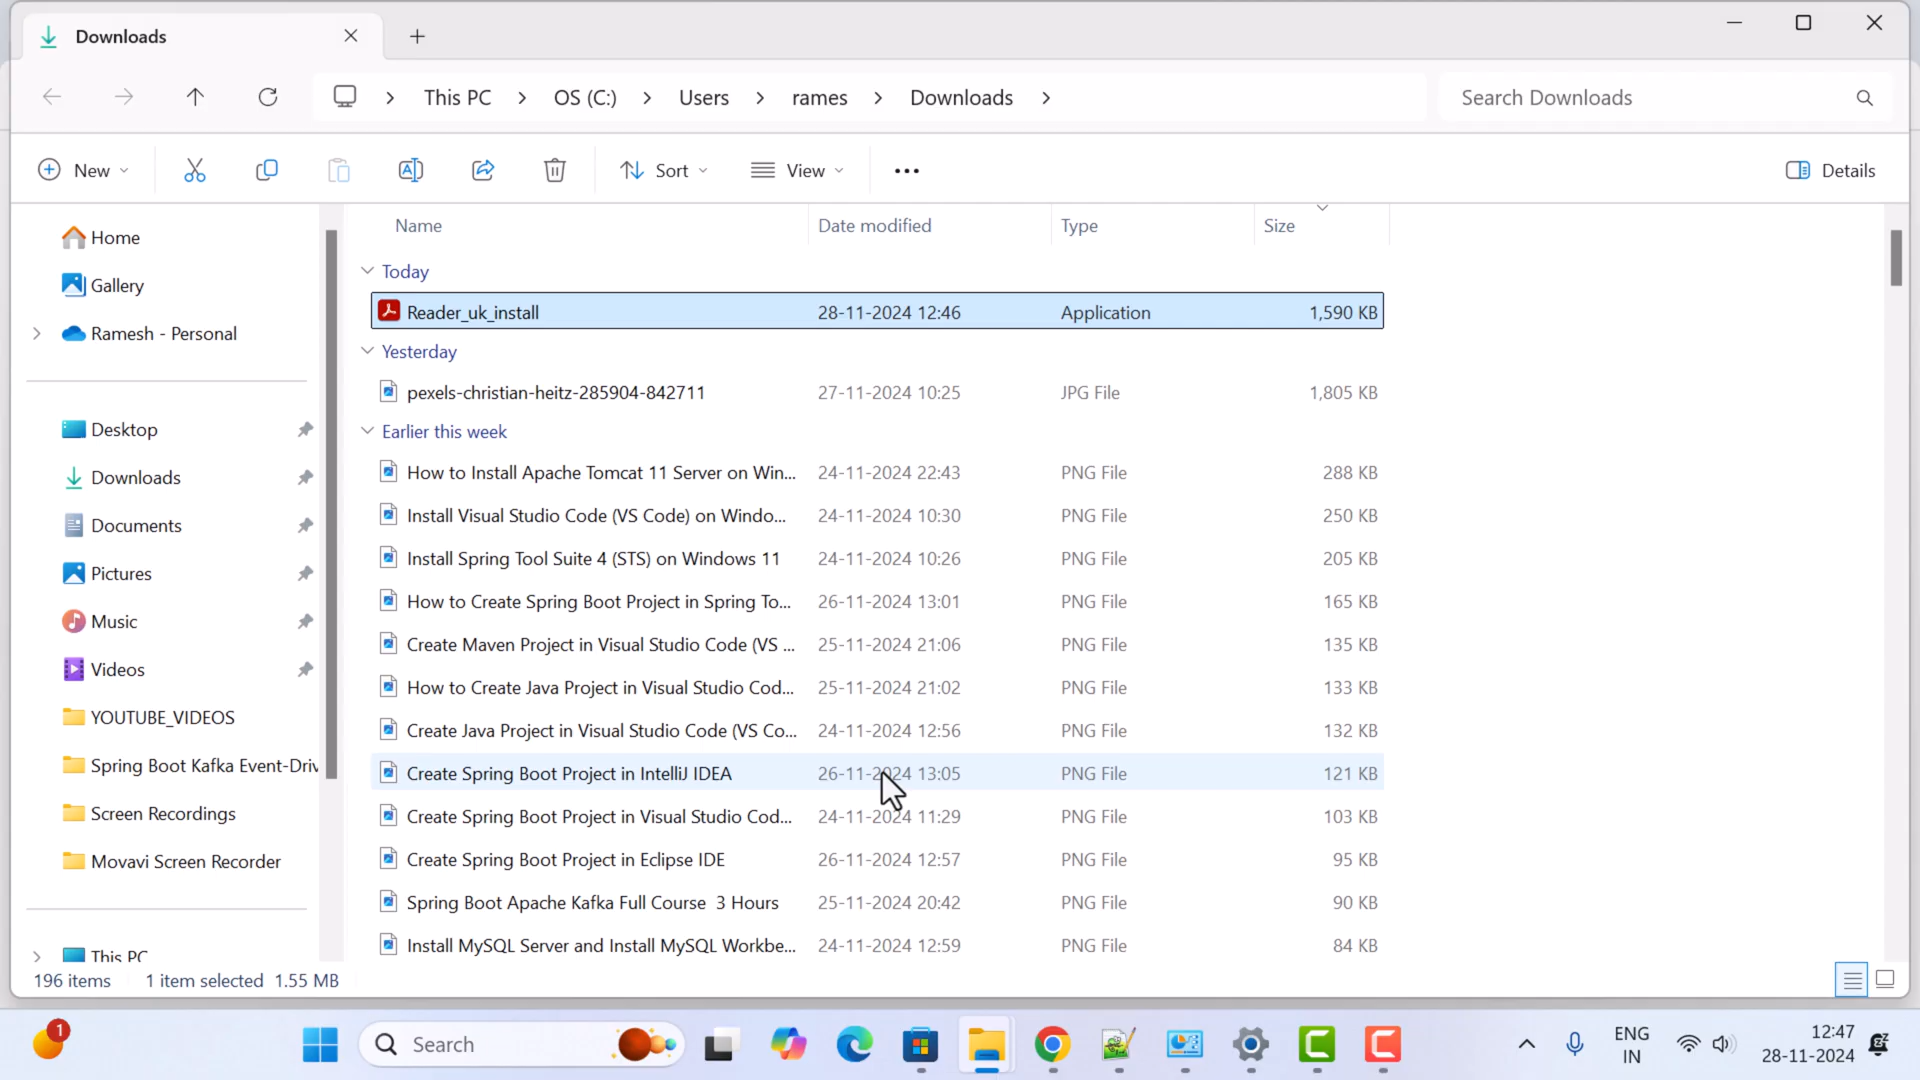 Downloads
This PC
OS (C:)
Users
rames
Downloads
Search Downloads
New
Sort
View
Details
Home
Gallery
Ramesh - Personal
Desktop
Downloads
Documents
Pictures
Music
Videos
YOUTUBE_VIDEOS
Spring Boot Kafka Event-Driv
Screen Recordings
Movavi Screen Recorder
This PC
Name Date modified Type Size
Today
Reader_uk_install 28-11-2024 12:46 Application 1,590 KB
Yesterday
pexels-christian-heitz-285904-842711 27-11-2024 10:25 JPG File 1,805 KB
Earlier this week
How to Install Apache Tomcat 11 Server on Win... 24-11-2024 22:43 PNG File 288 KB
Install Visual Studio Code (VS Code) on Windo... 24-11-2024 10:30 PNG File 250 KB
Install Spring Tool Suite 4 (STS) on Windows 11 24-11-2024 10:26 PNG File 205 KB
How to Create Spring Boot Project in Spring To... 26-11-2024 13:01 PNG File 165 KB
Create Maven Project in Visual Studio Code (VS ... 25-11-2024 21:06 PNG File 135 KB
How to Create Java Project in Visual Studio Cod... 25-11-2024 21:02 PNG File 133 KB
Create Java Project in Visual Studio Code (VS Co... 24-11-2024 12:56 PNG File 132 KB
Create Spring Boot Project in IntelliJ IDEA 26-11-2024 13:05 PNG File 121 KB
Create Spring Boot Project in Visual Studio Cod... 24-11-2024 11:29 PNG File 103 KB
Create Spring Boot Project in Eclipse IDE 26-11-2024 12:57 PNG File 95 KB
Spring Boot Apache Kafka Full Course 3 Hours 25-11-2024 20:42 PNG File 90 KB
Install MySQL Server and Install MySQL Workbe... 24-11-2024 12:59 PNG File 84 KB
196 items 1 item selected 1.55 MB
1
Search
ENG
IN
12:47
28-11-2024